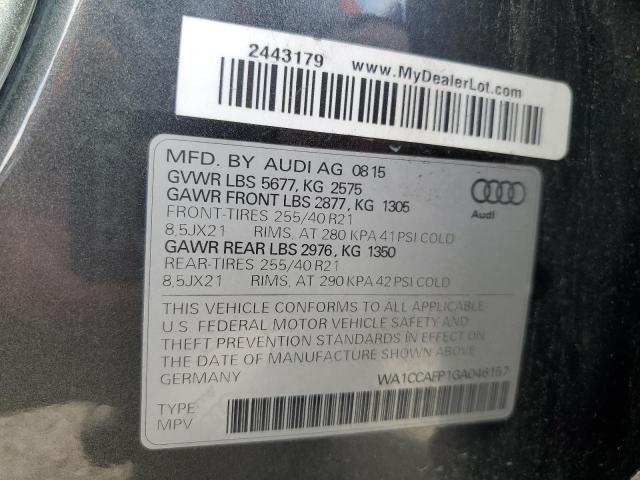 2443179
www.MyDealerLot.com
MFD. BY AUDI AG 08 15
GVWR LBS 5677, KG 2575
GAWR FRONT LBS 2877, KG 1305
FRONT-TIRES 255/40 R21
8,5JX21 RIMS, AT 280 KPA 41 PSI COLD
GAWR REAR LBS 2976, KG 1350
REAR-TIRES 255/40 R21
8,5JX21 RIMS, AT 290 KPA 42 PSI COLD
Audi
THIS VEHICLE CONFORMS TO ALL APPLICABLE
U.S. FEDERAL MOTOR VEHICLE SAFETY AND
THEFT PREVENTION STANDARDS IN EFFECT ON
THE DATE OF MANUFACTURE SHOWN ABOVE.
GERMANY
WA1CCAFP1GA046157
TYPE:
MPV